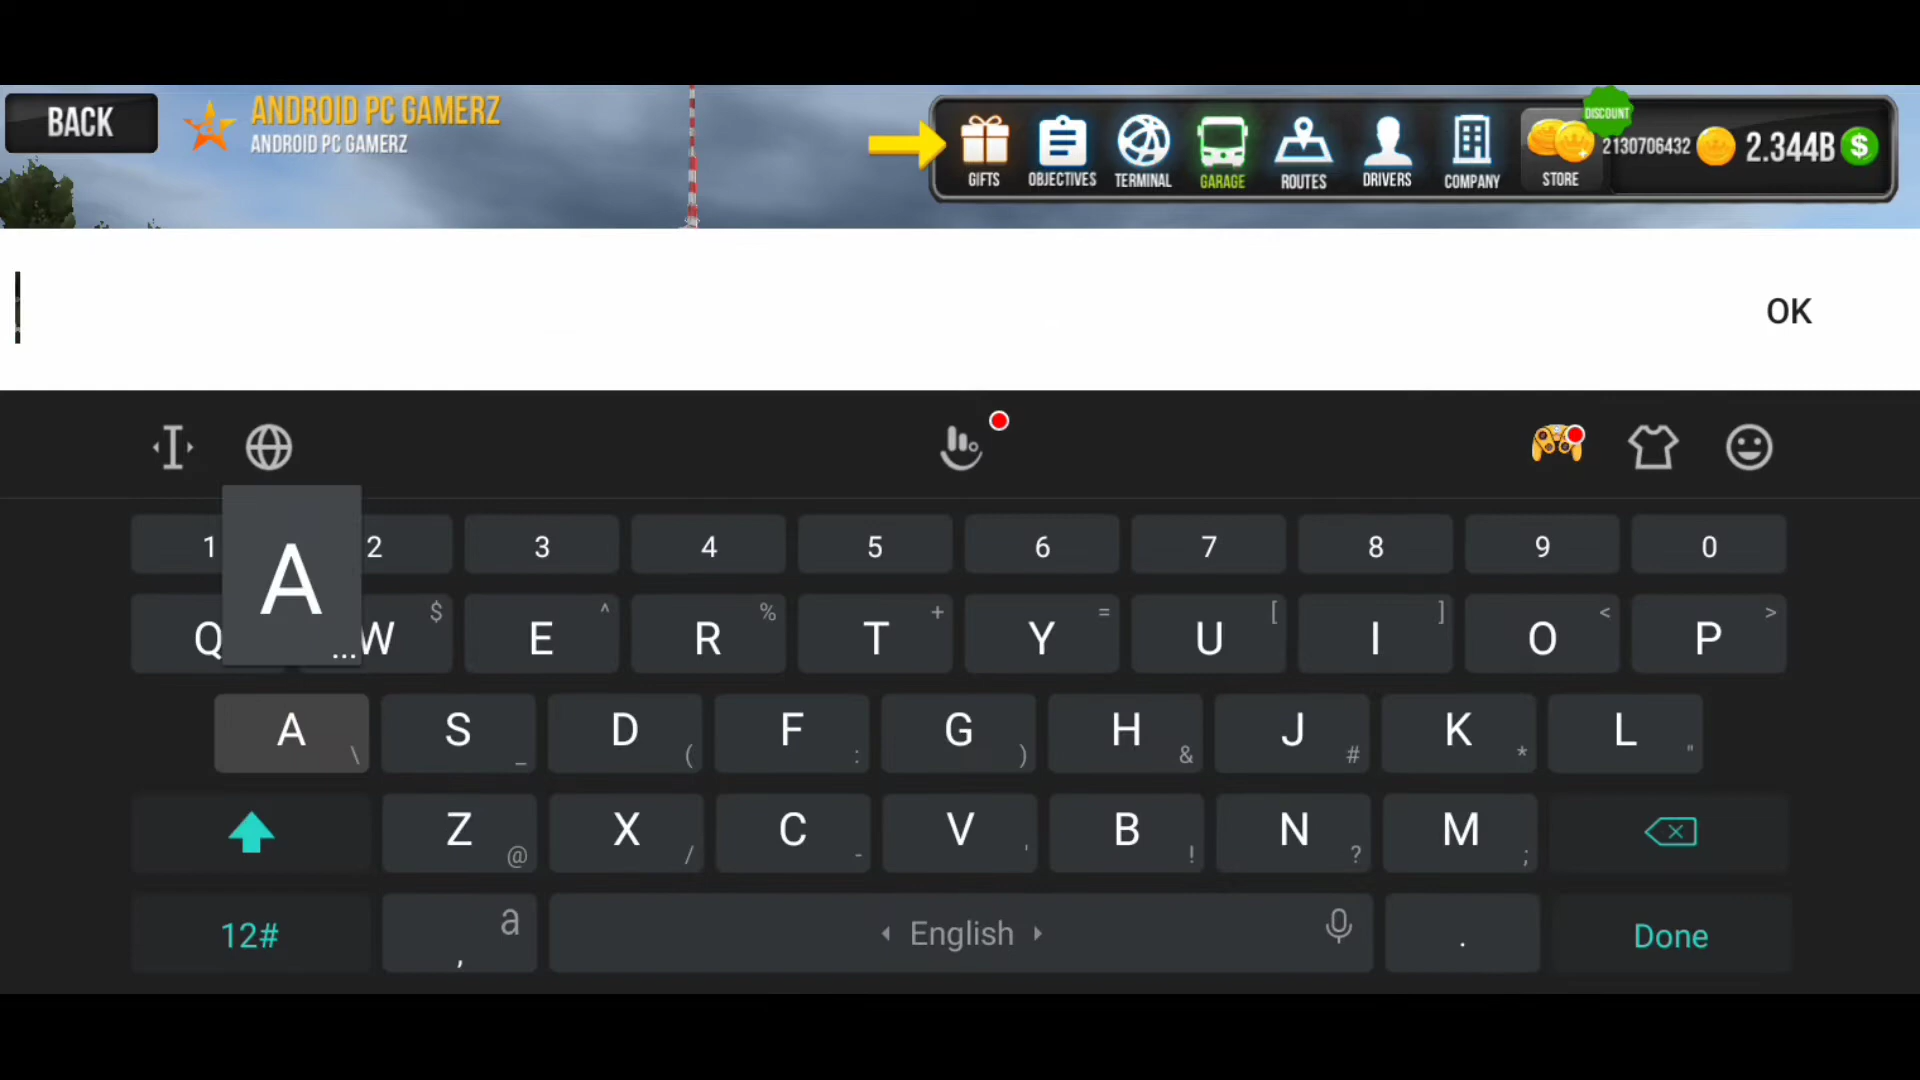 BACK
ANDROID PC GAMERZ
ANDROID PC GAMERZ
GIFTS
OBJECTIVES
TERMINAL
GARAGE
ROUTES
DRIVERS
COMPANY
STORE
DISCOUNT
2130706432
2.344B $
OK
A
...
1 2 3 4 5 6 7 8 9 0
$ ^ % + = [ ] < >
Q W E R T Y U I O P
A S D F G H J K L
\ _ ( : ) & # * "
Z X C V B N M
@ / - ' ! ? ;
12# , a English . Done